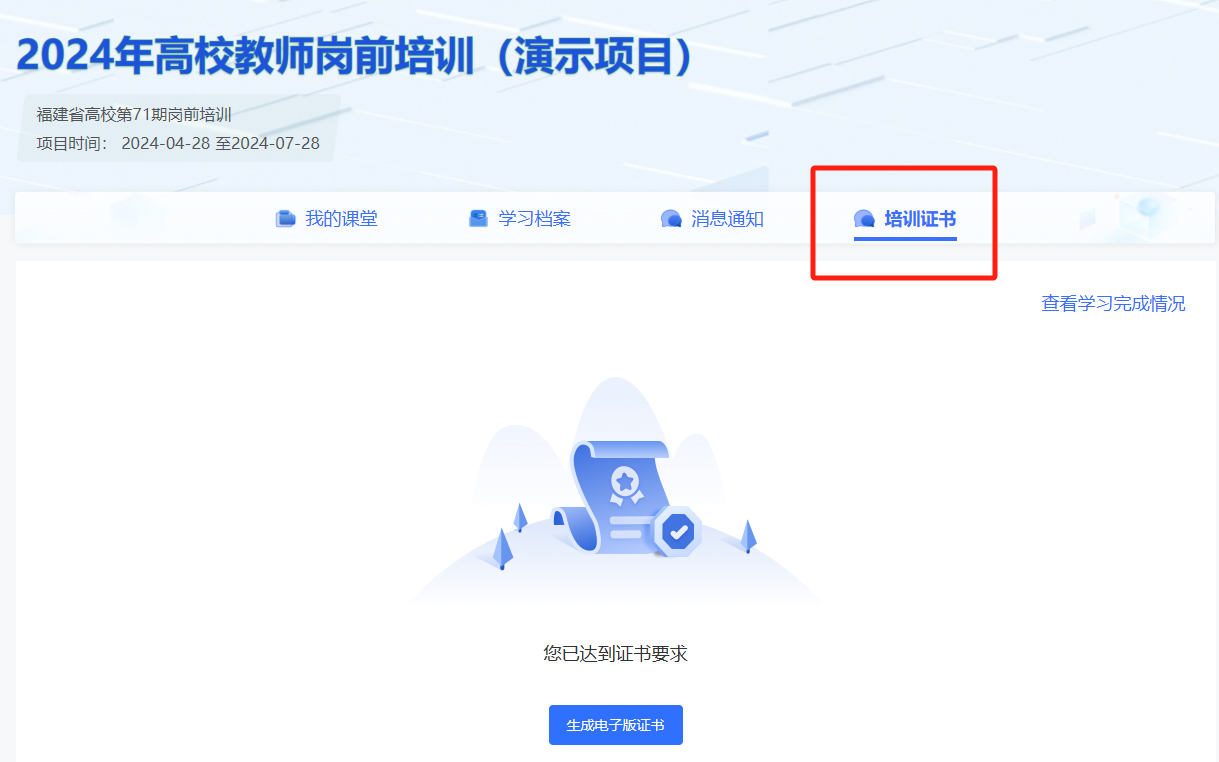 2024年高校教师岗前培训（演示项目）
福建省高校第71期岗前培训
项目时间： 2024-04-28 至2024-07-28
我的课堂 学习档案 消息通知 培训证书
查看学习完成情况
您已达到证书要求
生成电子版证书